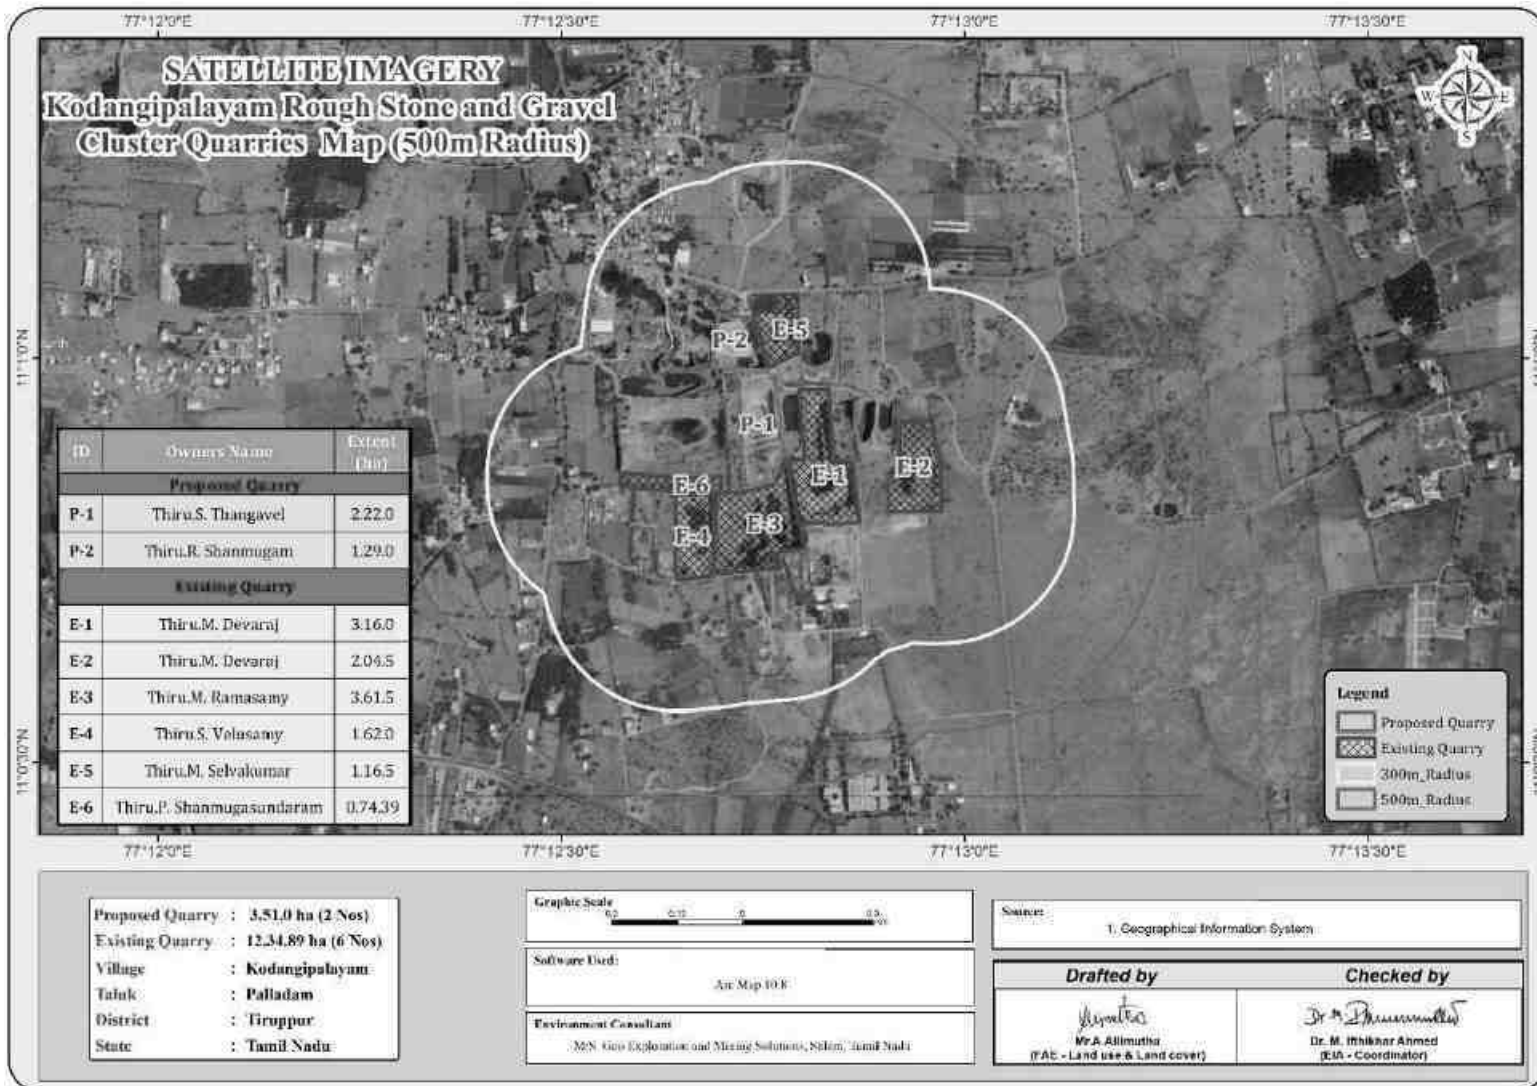 77°12'0"E 77°12'30"E 77°13'0"E 77°13'30"E
SATELLITE IMAGERY
Kodangipalayam Rough Stone and Gravel
Cluster Quarries Map (500m Radius)
N
W E
S
11°1'0"N
P-2 E-5
P-1
E-1 E-2
E-6
E-3
E-4
ID Owners Name Extent (ha)
Proposed Quarry
P-1 Thiru.S. Thangavel 2.22.0
P-2 Thiru.R. Shanmugam 1.29.0
Existing Quarry
E-1 Thiru.M. Devaraj 3.16.0
E-2 Thiru.M. Devaraj 2.04.5
E-3 Thiru.M. Ramasamy 3.61.5
E-4 Thiru.S. Velusamy 1.62.0
E-5 Thiru.M. Selvakumar 1.16.5
E-6 Thiru.P. Shanmugasundaram 0.74.39
11°0'30"N
Legend
Proposed Quarry
Existing Quarry
300m_Radius
500m_Radius
77°12'0"E 77°12'30"E 77°13'0"E 77°13'30"E
Proposed Quarry : 3.51.0 ha (2 Nos)
Existing Quarry : 12.34.89 ha (6 Nos)
Village : Kodangipalayam
Taluk : Palladam
District : Tiruppur
State : Tamil Nadu
Graphic Scale
Software Used:
Arc Map 10.8
Environment Consultant
M/S. Geo Exploration and Mining Solutions, Salem, Tamil Nadu
Source:
1. Geographical Information System
Drafted by Checked by
Mr.A.Allimuthu Dr. M. Ifthikhar Ahmed
(FAE - Land use & Land cover) (EIA - Coordinator)